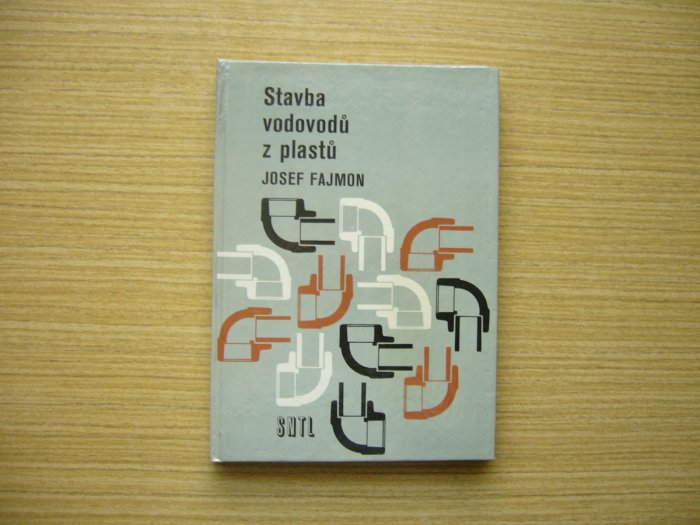 Stavba
vodovodů
z plastů
JOSEF FAJMON
SNTL